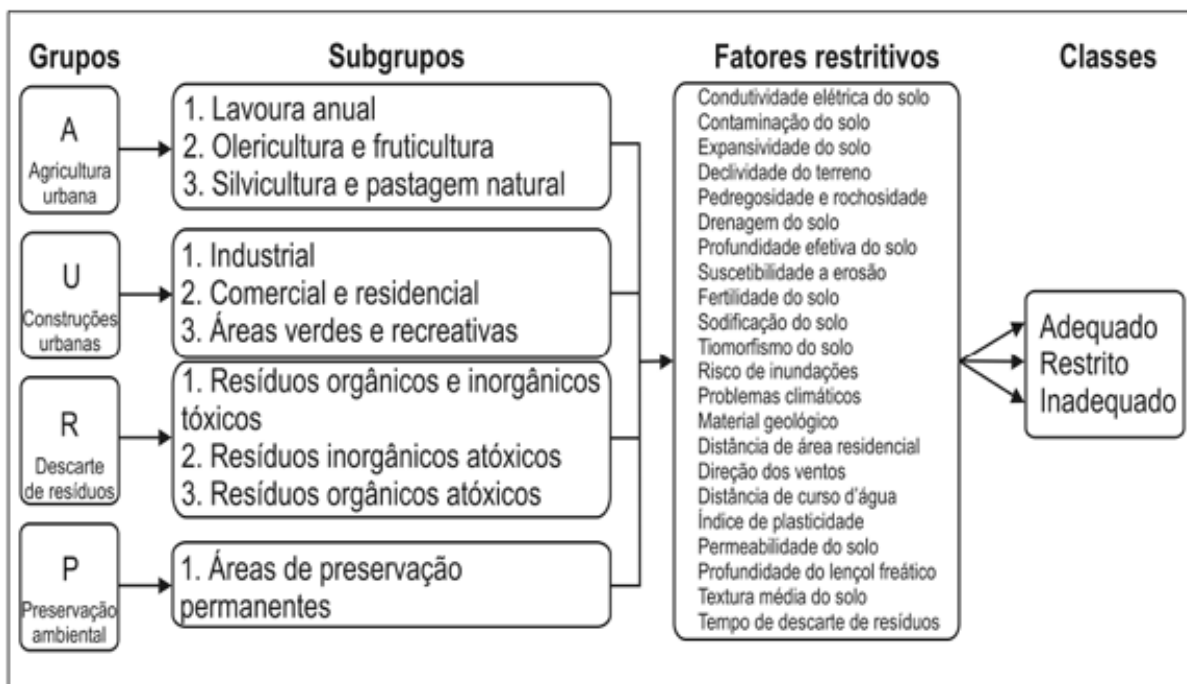 Grupos
Subgrupos
Fatores restritivos
Classes
A
Agricultura
urbana
1. Lavoura anual
2. Olericultura e fruticultura
3. Silvicultura e pastagem natural
U
Construções
urbanas
1. Industrial
2. Comercial e residencial
3. Áreas verdes e recreativas
R
Descarte
de resíduos
1. Resíduos orgânicos e inorgânicos
tóxicos
2. Resíduos inorgânicos atóxicos
3. Resíduos orgânicos atóxicos
P
Preservação
ambiental
1. Áreas de preservação
permanentes
Condutividade elétrica do solo
Contaminação do solo
Expansividade do solo
Declividade do terreno
Pedregosidade e rochosidade
Drenagem do solo
Profundidade efetiva do solo
Suscetibilidade a erosão
Fertilidade do solo
Sodificação do solo
Tiomorfismo do solo
Risco de inundações
Problemas climáticos
Material geológico
Distância de área residencial
Direção dos ventos
Distância de curso d'água
Índice de plasticidade
Permeabilidade do solo
Profundidade do lençol freático
Textura média do solo
Tempo de descarte de resíduos
Adequado
Restrito
Inadequado